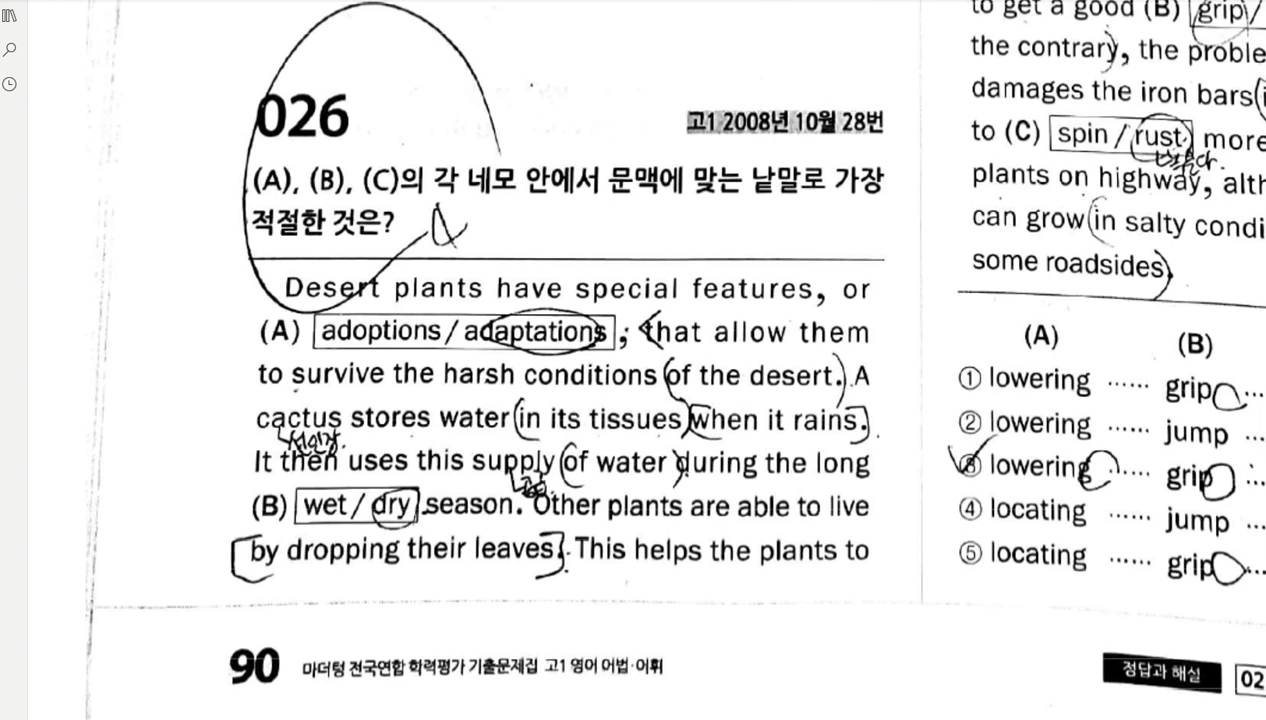 026
고1 2008년 10월 28번
(A), (B), (C)의 각 네모 안에서 문맥에 맞는 낱말로 가장
적절한 것은?
Desert plants have special features, or
(A) adoptions / adaptations, that allow them
to survive the harsh conditions of the desert. A
cactus stores water in its tissues when it rains.
선인장
It then uses this supply of water during the long
(B) wet / dry season. Other plants are able to live
by dropping their leaves. This helps the plants to
90 마더텅 전국연합 학력평가 기출문제집 고1 영어 어법·어휘
to get a good (B) grip /
the contrary, the proble
damages the iron bars
to (C) spin / rust more
plants on highway, alth
can grow in salty condi
some roadsides.
(A) (B)
① lowering ...... grip ...
② lowering ...... jump ...
③ lowering ...... grip ...
④ locating ...... jump ...
⑤ locating ...... grip ...
정답과 해설 02